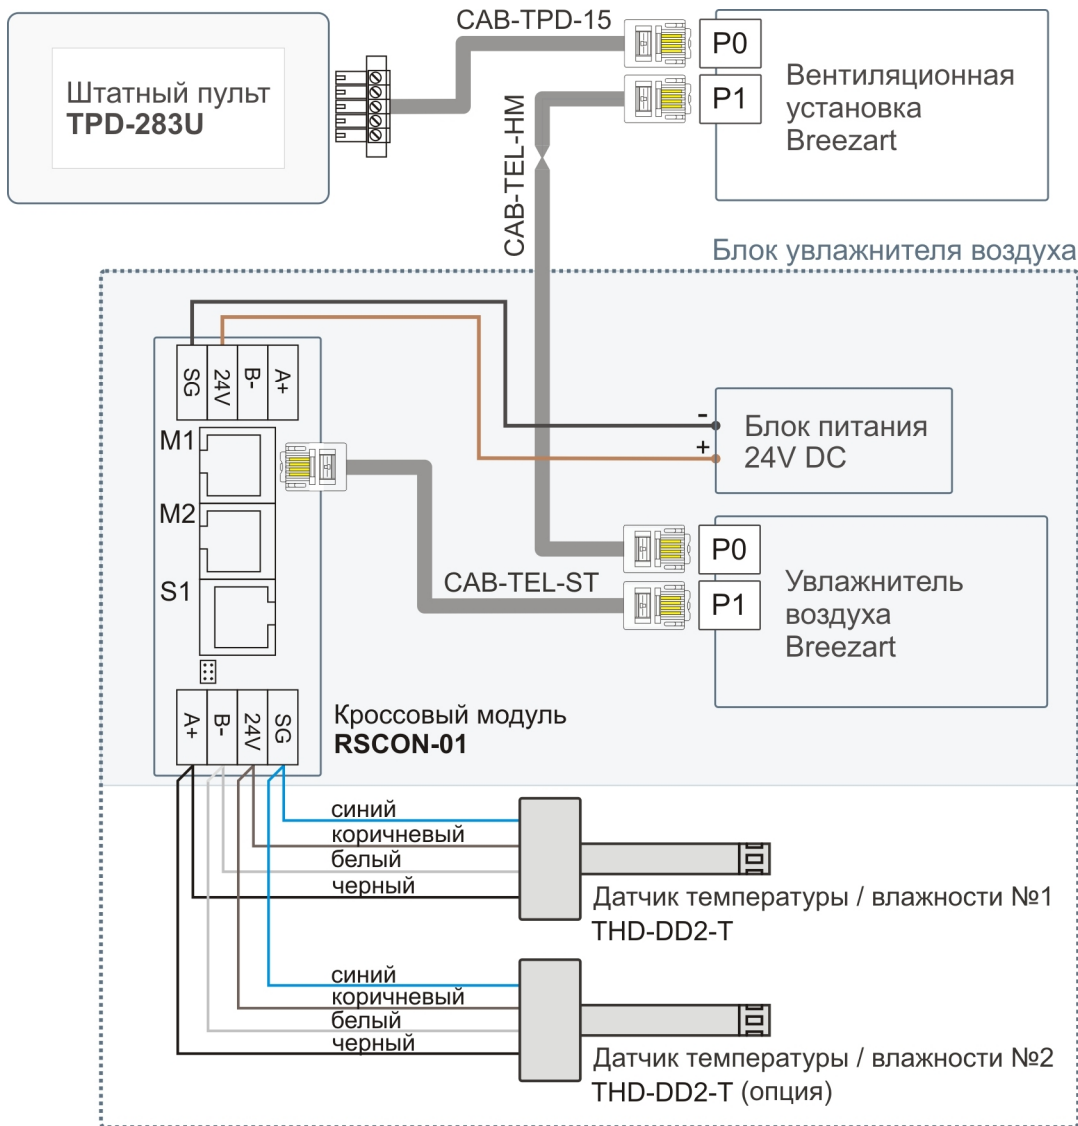 CAB-TPD-15
Штатный пульт
TPD-283U
P0
P1
Вентиляционная
установка
Breezart
CAB-TEL-HM
Блок увлажнителя воздуха
SG
24V
B-
A+
M1
M2
S1
-
+
Блок питания
24V DC
CAB-TEL-ST
P0
P1
Увлажнитель
воздуха
Breezart
A+
B-
24V
SG
Кроссовый модуль
RSCON-01
синий
коричневый
белый
черный
Датчик температуры / влажности №1
THD-DD2-T
синий
коричневый
белый
черный
Датчик температуры / влажности №2
THD-DD2-T (опция)